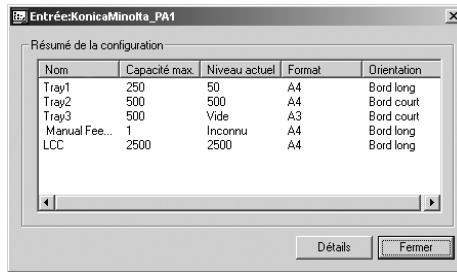 Entrée:KonicaMinolta_PA1
Résumé de la configuration
Nom Capacité max. Niveau actuel Format Orientation
Tray1 250 50 A4 Bord long
Tray2 500 500 A4 Bord court
Tray3 500 Vide A3 Bord court
Manual Fee... 1 Inconnu A4 Bord long
LCC 2500 2500 A4 Bord long
Détails Fermer